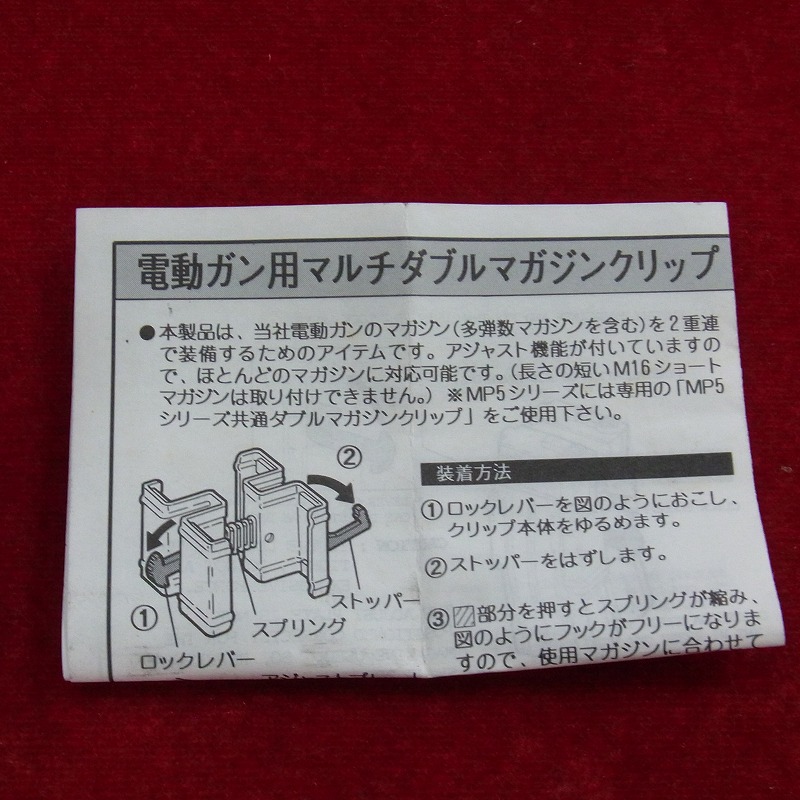 電動ガン用マルチダブルマガジンクリップ
●本製品は、当社電動ガンのマガジン(多弾数マガジンを含む)を2重連
で装備するためのアイテムです。アジャスト機能が付いていますの
で、ほとんどのマガジンに対応可能です。(長さの短いM16ショート
マガジンは取り付けできません。)※MP5シリーズには専用の「MP5
シリーズ共通ダブルマガジンクリップ」をご使用下さい。
②
①
ストッパー
スプリング
ロックレバー
装着方法
①ロックレバーを図のようにおこし、
クリップ本体をゆるめます。
②ストッパーをはずします。
③▨部分を押すとスプリングが縮み、
図のようにフックがフリーになりま
すので、使用マガジンに合わせて